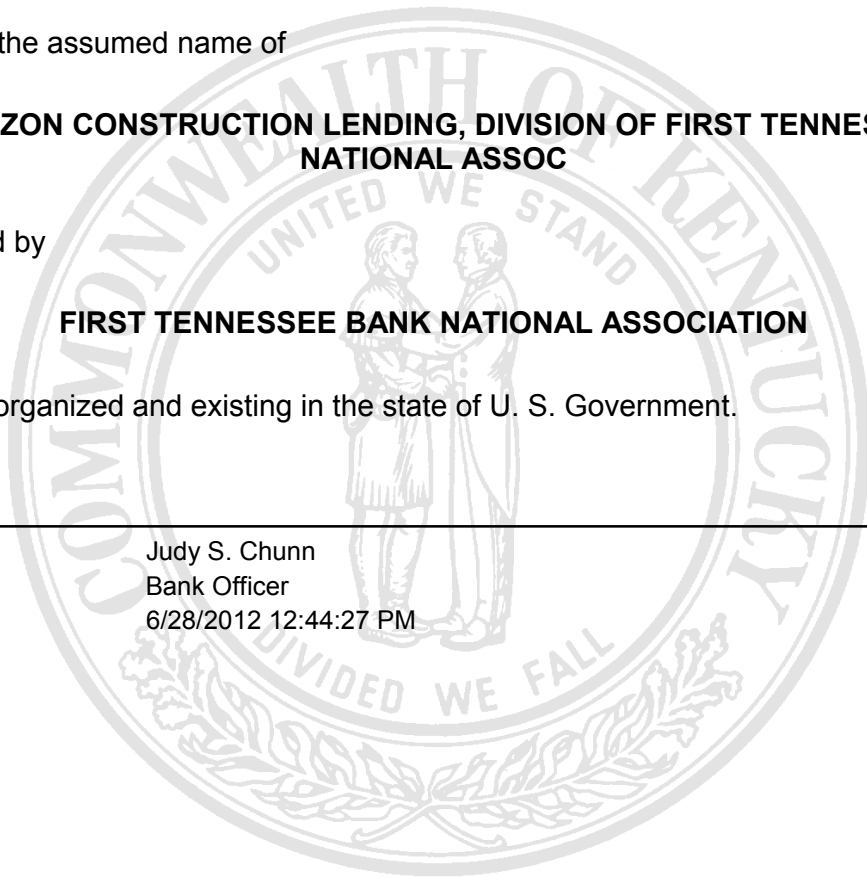 the assumed name of
ZON CONSTRUCTION LENDING, DIVISION OF FIRST TENNES
NATIONAL ASSOC
d by
FIRST TENNESSEE BANK NATIONAL ASSOCIATION
organized and existing in the state of U. S. Government.
Judy S. Chunn
Bank Officer
6/28/2012 12:44:27 PM
COMMONWEALTH OF KENTUCKY
UNITED WE STAND
DIVIDED WE FALL